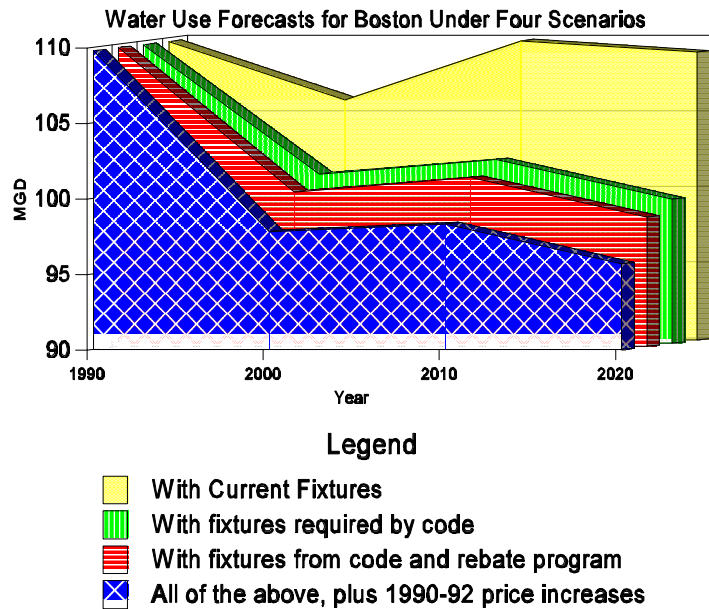 Water Use Forecasts for Boston Under Four Scenarios
110
105
100
95
90
MGD
1990 2000 2010 2020
Year
Legend
With Current Fixtures
With fixtures required by code
With fixtures from code and rebate program
All of the above, plus 1990-92 price increases